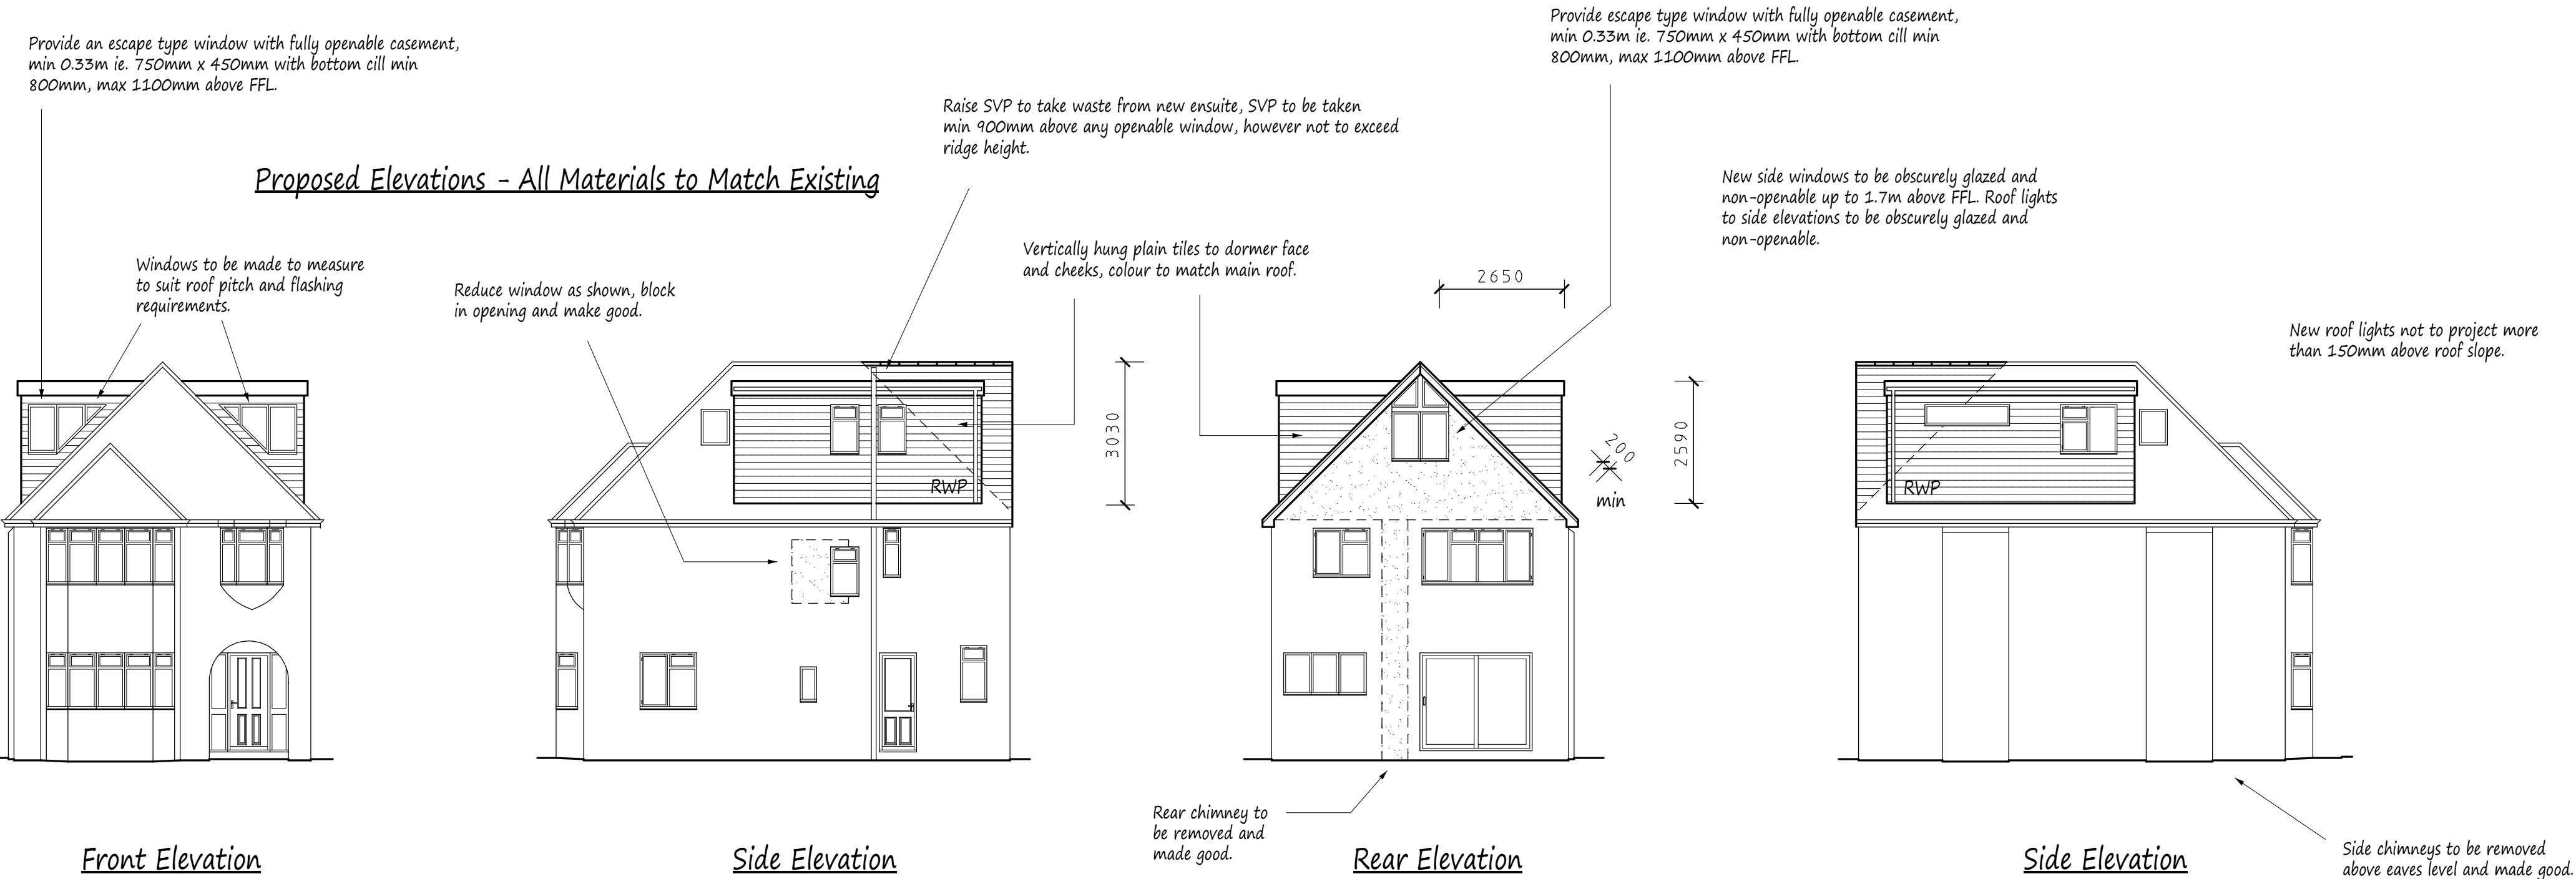 Provide an escape type window with fully openable casement,
min 0.33m ie. 750mm x 450mm with bottom cill min
800mm, max 1100mm above FFL.
Provide escape type window with fully openable casement,
min 0.33m ie. 750mm x 450mm with bottom cill min
800mm, max 1100mm above FFL.
Raise SVP to take waste from new ensuite, SVP to be taken
min 900mm above any openable window, however not to exceed
ridge height.
Proposed Elevations - All Materials to Match Existing
New side windows to be obscurely glazed and
non-openable up to 1.7m above FFL. Roof lights
to side elevations to be obscurely glazed and
non-openable.
Windows to be made to measure
to suit roof pitch and flashing
requirements.
Reduce window as shown, block
in opening and make good.
Vertically hung plain tiles to dormer face
and cheeks, colour to match main roof.
2650
New roof lights not to project more
than 150mm above roof slope.
3030
200
min
2590
RWP
RWP
Rear chimney to
be removed and
made good.
Side chimneys to be removed
above eaves level and made good.
Front Elevation
Side Elevation
Rear Elevation
Side Elevation